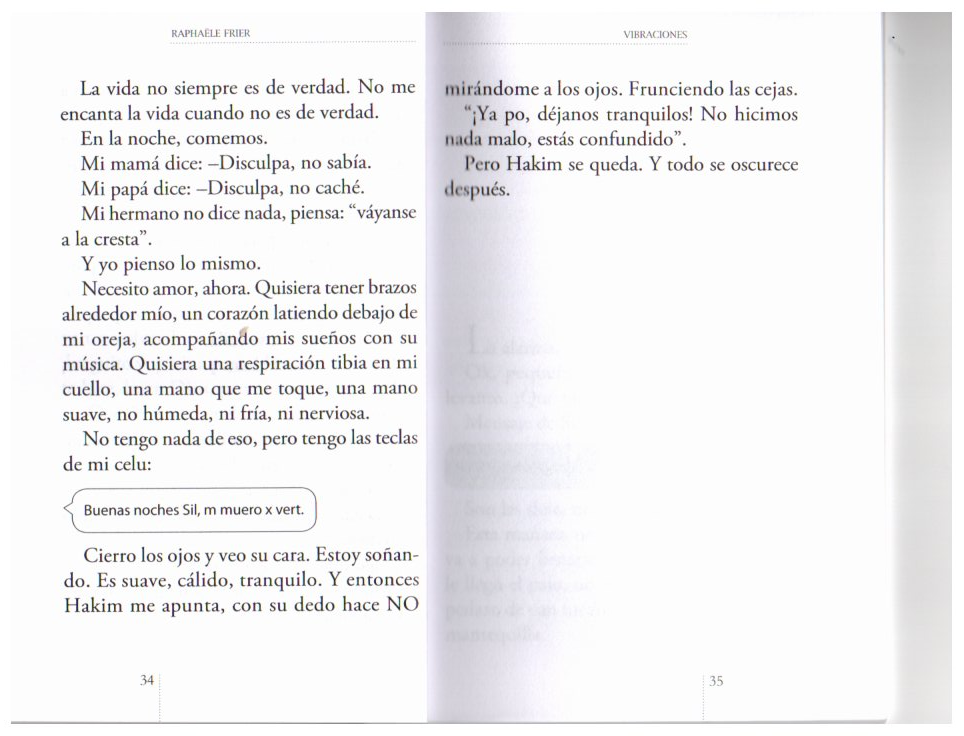 RAPHAËLE FRIER
La vida no siempre es de verdad. No me
encanta la vida cuando no es de verdad.
En la noche, comemos.
Mi mamá dice: –Disculpa, no sabía.
Mi papá dice: –Disculpa, no caché.
Mi hermano no dice nada, piensa: “váyanse
a la cresta”.
Y yo pienso lo mismo.
Necesito amor, ahora. Quisiera tener brazos
alrededor mío, un corazón latiendo debajo de
mi oreja, acompañando mis sueños con su
música. Quisiera una respiración tibia en mi
cuello, una mano que me toque, una mano
suave, no húmeda, ni fría, ni nerviosa.
No tengo nada de eso, pero tengo las teclas
de mi celu:
Buenas noches Sil, m muero x vert.
Cierro los ojos y veo su cara. Estoy soñan-
do. Es suave, cálido, tranquilo. Y entonces
Hakim me apunta, con su dedo hace NO
34
VIBRACIONES
mirándome a los ojos. Frunciendo las cejas.
“¡Ya po, déjanos tranquilos! No hicimos
nada malo, estás confundido”.
Pero Hakim se queda. Y todo se oscurece
después.
35